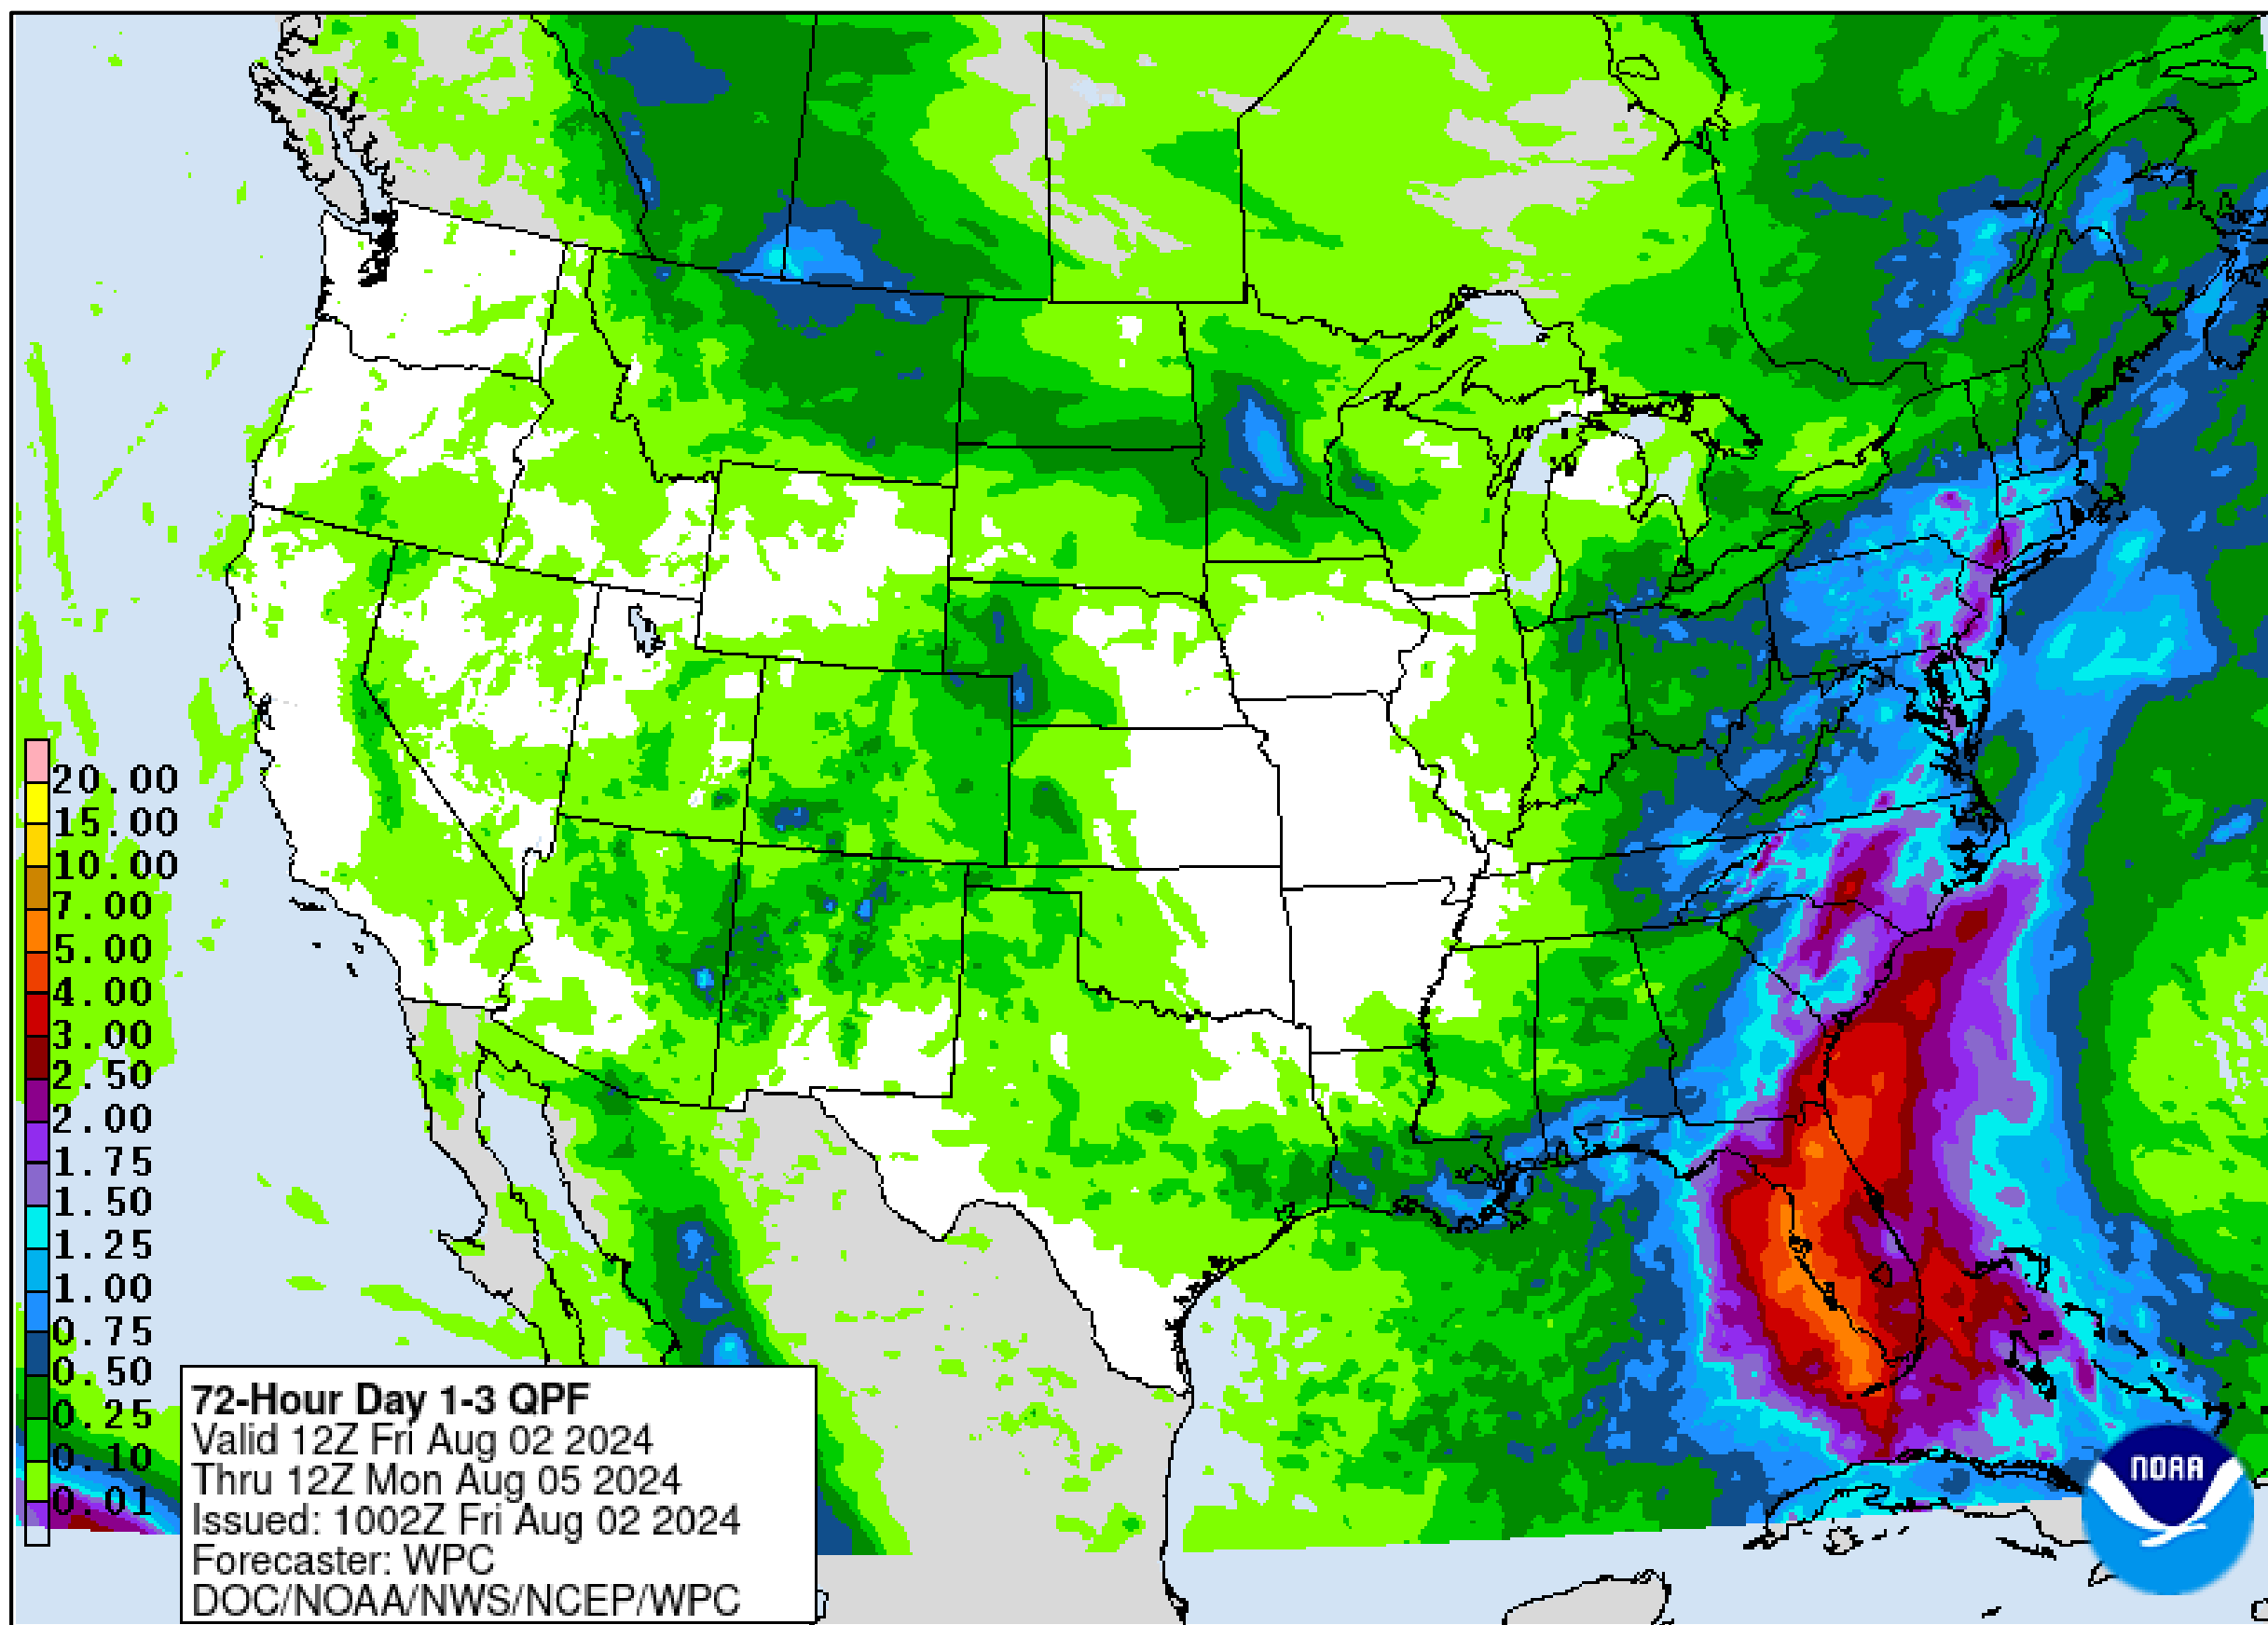 20.00
15.00
10.00
7.00
5.00
4.00
3.00
2.50
2.00
1.75
1.50
1.25
1.00
0.75
0.50
0.25
0.10
0.01
72-Hour Day 1-3 QPF
Valid 12Z Fri Aug 02 2024
Thru 12Z Mon Aug 05 2024
Issued: 1002Z Fri Aug 02 2024
Forecaster: WPC
DOC/NOAA/NWS/NCEP/WPC
NOAA